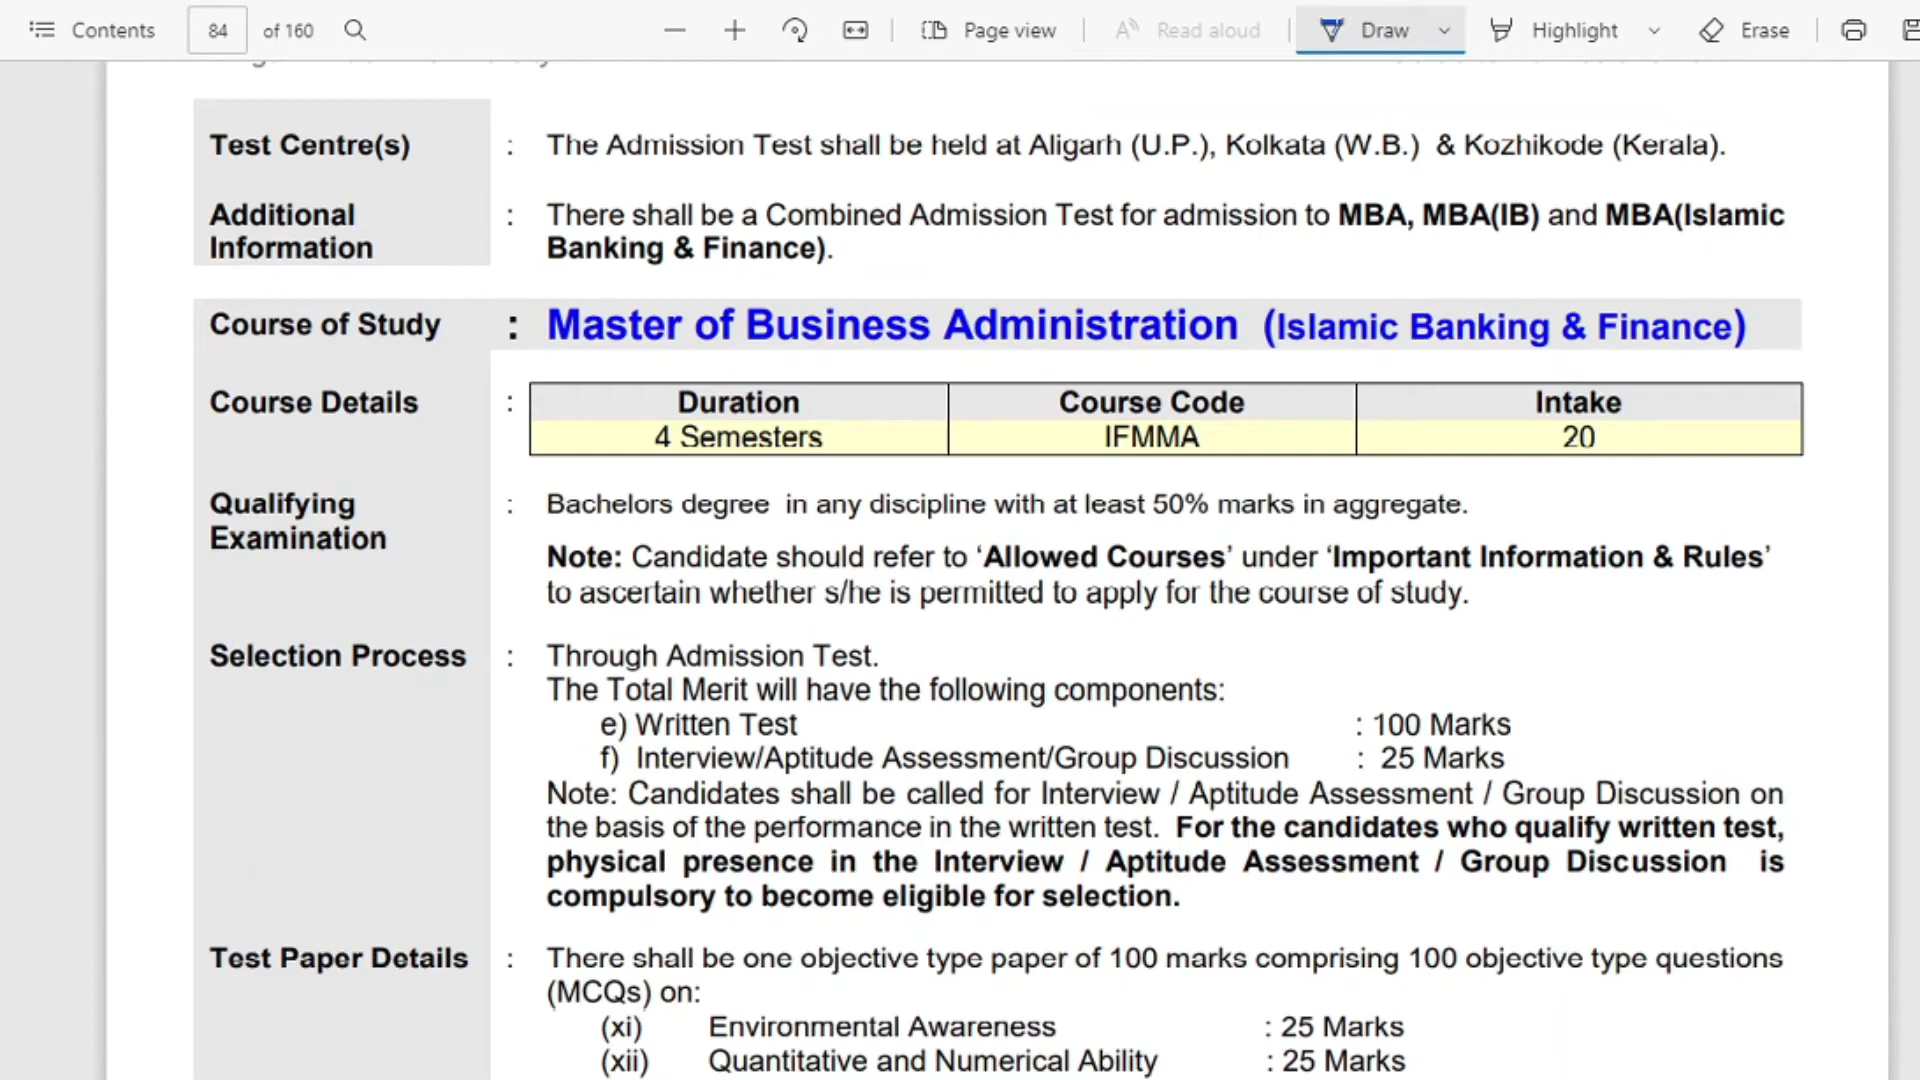 Contents 84 of 160 Page view Read aloud Draw Highlight Erase
Test Centre(s) : The Admission Test shall be held at Aligarh (U.P.), Kolkata (W.B.) & Kozhikode (Kerala).
Additional Information : There shall be a Combined Admission Test for admission to MBA, MBA(IB) and MBA(Islamic
Banking & Finance).
Course of Study : Master of Business Administration (Islamic Banking & Finance)
Course Details : Duration Course Code Intake
4 Semesters IFMMA 20
Qualifying Examination : Bachelors degree in any discipline with at least 50% marks in aggregate.
Note: Candidate should refer to ‘Allowed Courses’ under ‘Important Information & Rules’
to ascertain whether s/he is permitted to apply for the course of study.
Selection Process : Through Admission Test.
The Total Merit will have the following components:
e) Written Test : 100 Marks
f) Interview/Aptitude Assessment/Group Discussion : 25 Marks
Note: Candidates shall be called for Interview / Aptitude Assessment / Group Discussion on
the basis of the performance in the written test. For the candidates who qualify written test,
physical presence in the Interview / Aptitude Assessment / Group Discussion is
compulsory to become eligible for selection.
Test Paper Details : There shall be one objective type paper of 100 marks comprising 100 objective type questions
(MCQs) on:
(xi) Environmental Awareness : 25 Marks
(xii) Quantitative and Numerical Ability : 25 Marks